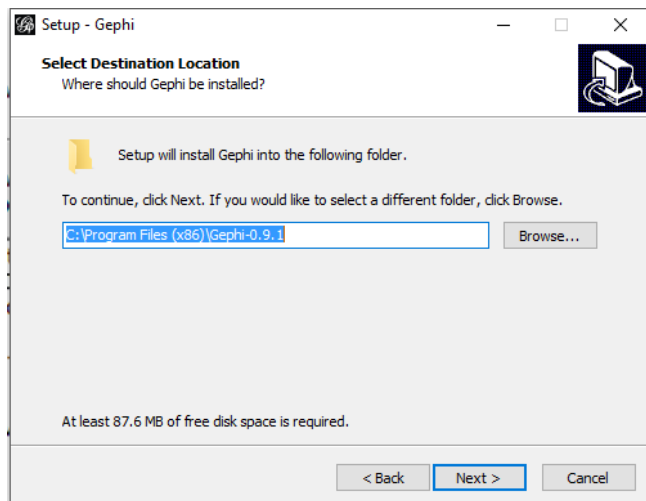 Setup - Gephi
Select Destination Location
Where should Gephi be installed?
Setup will install Gephi into the following folder.
To continue, click Next. If you would like to select a different folder, click Browse.
C:\Program Files (x86)\Gephi-0.9.1
Browse...
At least 87.6 MB of free disk space is required.
< Back Next > Cancel